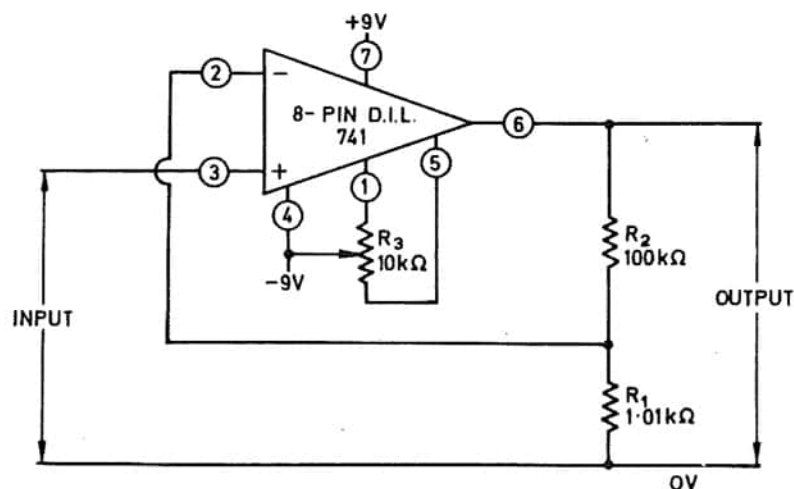 +9V
7
2
-
8-PIN D.I.L.
741
6
3
+
5
1
4
R3
10kΩ
-9V
R2
100kΩ
INPUT
OUTPUT
R1
1·01kΩ
0V